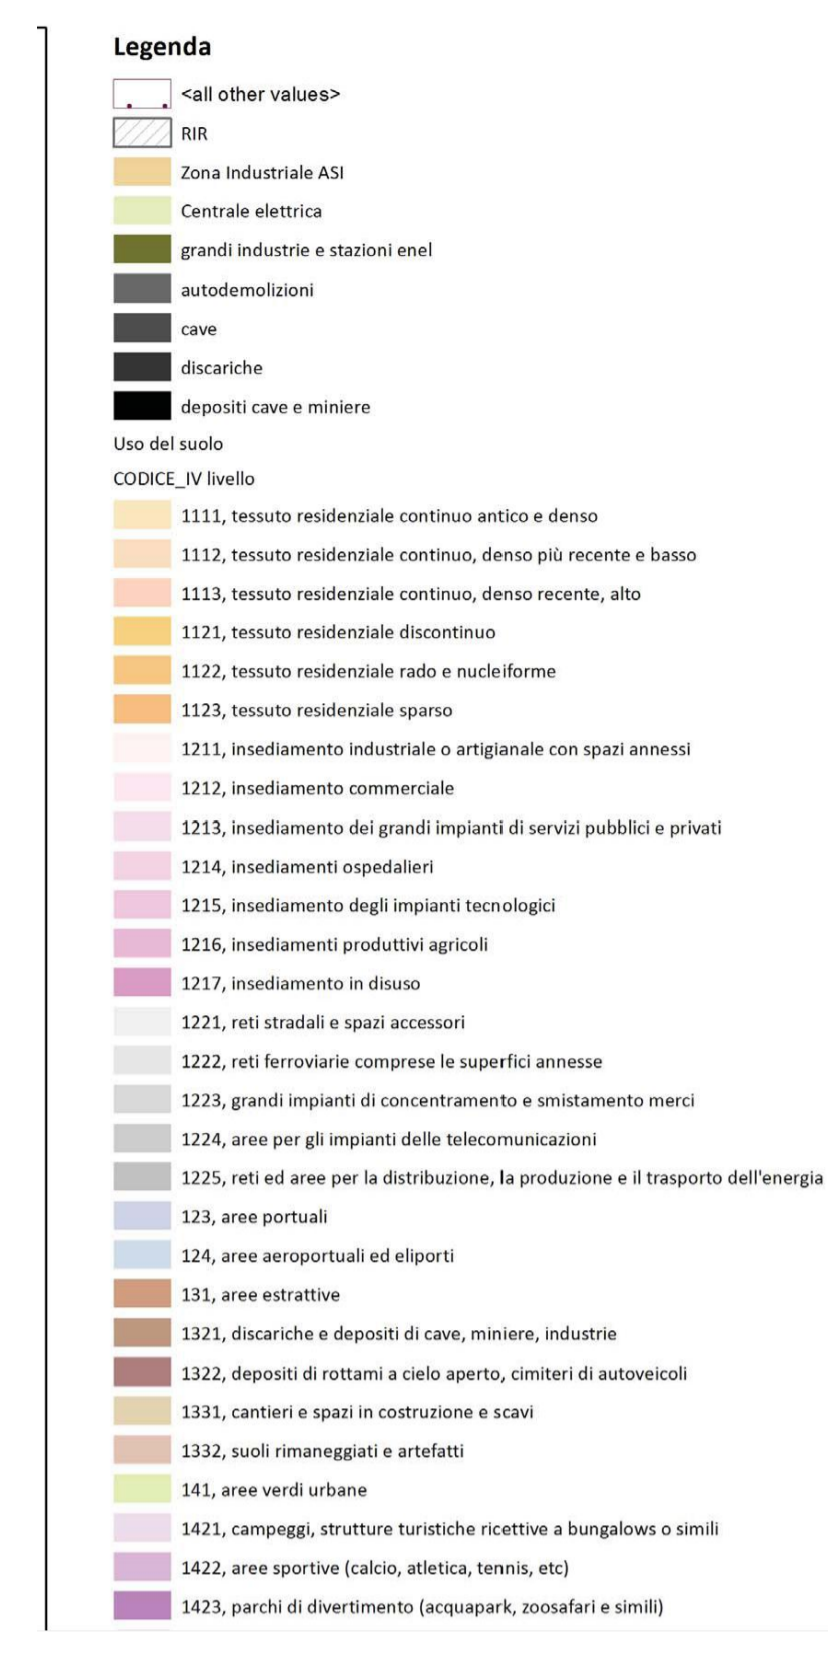 Legenda
<all other values>
RIR
Zona Industriale ASI
Centrale elettrica
grandi industrie e stazioni enel
autodemolizioni
cave
discariche
depositi cave e miniere
Uso del suolo
CODICE_IV livello
1111, tessuto residenziale continuo antico e denso
1112, tessuto residenziale continuo, denso più recente e basso
1113, tessuto residenziale continuo, denso recente, alto
1121, tessuto residenziale discontinuo
1122, tessuto residenziale rado e nucleiforme
1123, tessuto residenziale sparso
1211, insediamento industriale o artigianale con spazi annessi
1212, insediamento commerciale
1213, insediamento dei grandi impianti di servizi pubblici e privati
1214, insediamenti ospedalieri
1215, insediamento degli impianti tecnologici
1216, insediamenti produttivi agricoli
1217, insediamento in disuso
1221, reti stradali e spazi accessori
1222, reti ferroviarie comprese le superfici annesse
1223, grandi impianti di concentramento e smistamento merci
1224, aree per gli impianti delle telecomunicazioni
1225, reti ed aree per la distribuzione, la produzione e il trasporto dell'energia
123, aree portuali
124, aree aeroportuali ed eliporti
131, aree estrattive
1321, discariche e depositi di cave, miniere, industrie
1322, depositi di rottami a cielo aperto, cimiteri di autoveicoli
1331, cantieri e spazi in costruzione e scavi
1332, suoli rimaneggiati e artefatti
141, aree verdi urbane
1421, campeggi, strutture turistiche ricettive a bungalows o simili
1422, aree sportive (calcio, atletica, tennis, etc)
1423, parchi di divertimento (acquapark, zoosafari e simili)